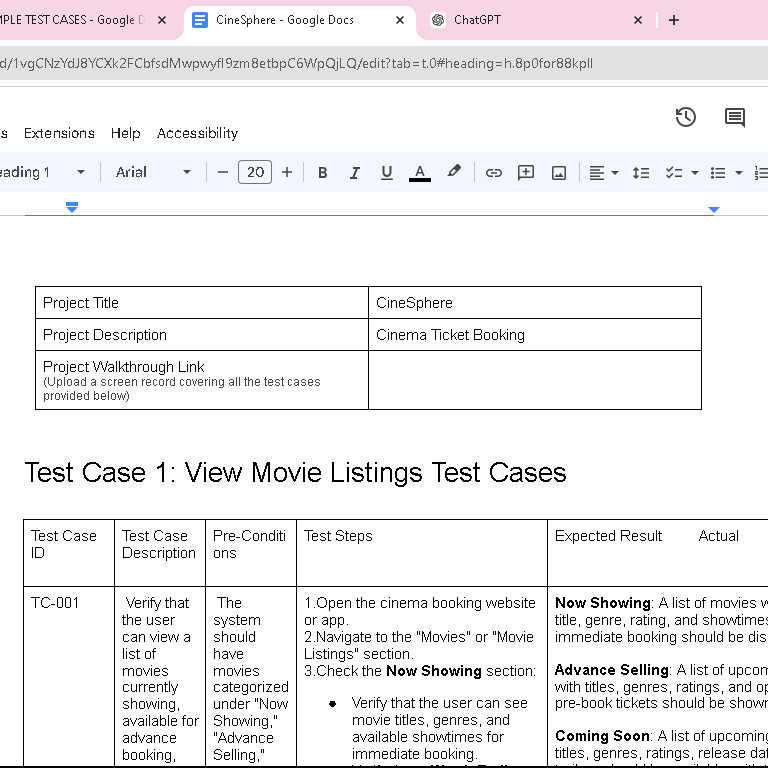 MPLE TEST CASES - Google D
CineSphere - Google Docs
ChatGPT
d/1vgCNzYdJ8YCXk2FCbfsdMwpwyfI9zm8etbpC6WpQjLQ/edit?tab=t.0#heading=h.8p0for88kpll
s Extensions Help Accessibility
eading 1 Arial − 20 + B I U A
Project Title CineSphere
Project Description Cinema Ticket Booking
Project Walkthrough Link
(Upload a screen record covering all the test cases
provided below)
Test Case 1: View Movie Listings Test Cases
Test Case
ID
Test Case
Description
Pre-Conditi
ons
Test Steps
Expected Result Actual
TC-001
Verify that
the user
can view a
list of
movies
currently
showing,
available for
advance
booking,
The
system
should
have
movies
categorized
under "Now
Showing,"
"Advance
Selling,"
1.Open the cinema booking website
or app.
2.Navigate to the "Movies" or "Movie
Listings" section.
3.Check the Now Showing section:
● Verify that the user can see
movie titles, genres, and
available showtimes for
immediate booking.
Now Showing: A list of movies w
title, genre, rating, and showtimes
immediate booking should be dis
Advance Selling: A list of upcom
with titles, genres, ratings, and op
pre-book tickets should be shown
Coming Soon: A list of upcoming
titles, genres, ratings, release dat